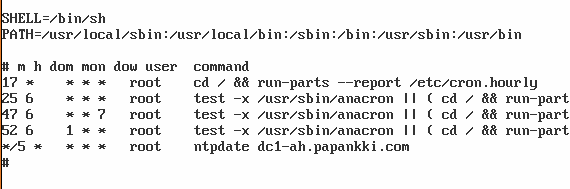 SHELL=/bin/sh
PATH=/usr/local/sbin:/usr/local/bin:/sbin:/bin:/usr/sbin:/usr/bin
# m h dom mon dow user  command
17 *    * * *   root    cd / && run-parts --report /etc/cron.hourly
25 6    * * *   root    test -x /usr/sbin/anacron || ( cd / && run-part
47 6    * * 7   root    test -x /usr/sbin/anacron || ( cd / && run-part
52 6    1 * *   root    test -x /usr/sbin/anacron || ( cd / && run-part
*/5 *   * * *   root    ntpdate dc1-ah.papankki.com
#